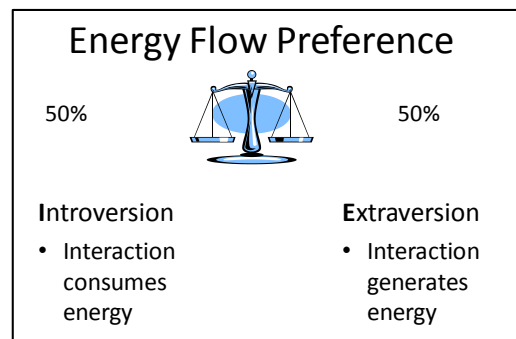 Energy Flow Preference
50%
50%
Introversion
• Interaction
consumes
energy
Extraversion
• Interaction
generates
energy